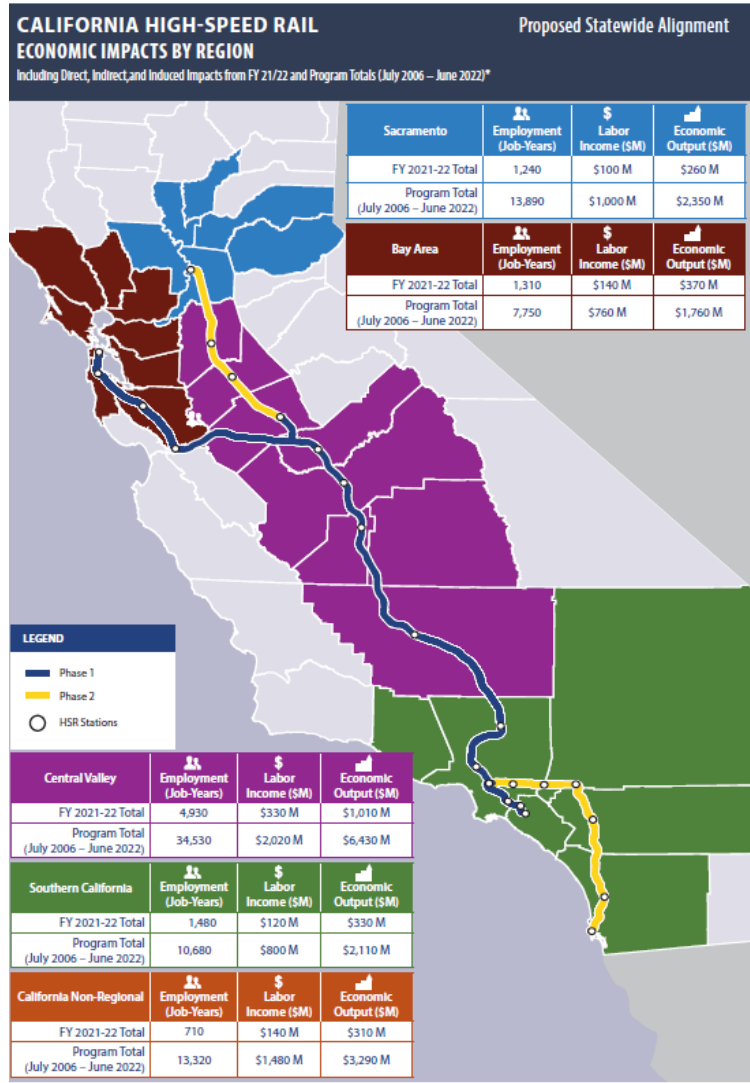 CALIFORNIA HIGH-SPEED RAIL
Proposed Statewide Alignment
ECONOMIC IMPACTS BY REGION
Including Direct, Indirect,and Induced Impacts from FY 21/22 and Program Totals (July 2006 – June 2022)*
Sacramento
Employment (Job-Years)
$ Labor Income ($M)
Economic Output ($M)
FY 2021-22 Total 1,240 $100 M $260 M
Program Total (July 2006 – June 2022) 13,890 $1,000 M $2,350 M
Bay Area
Employment (Job-Years)
$ Labor Income ($M)
Economic Output ($M)
FY 2021-22 Total 1,310 $140 M $370 M
Program Total (July 2006 – June 2022) 7,750 $760 M $1,760 M
LEGEND
Phase 1
Phase 2
HSR Stations
Central Valley
Employment (Job-Years)
$ Labor Income ($M)
Economic Output ($M)
FY 2021-22 Total 4,930 $330 M $1,010 M
Program Total (July 2006 – June 2022) 34,530 $2,020 M $6,430 M
Southern California
Employment (Job-Years)
$ Labor Income ($M)
Economic Output ($M)
FY 2021-22 Total 1,480 $120 M $330 M
Program Total (July 2006 – June 2022) 10,680 $800 M $2,110 M
California Non-Regional
Employment (Job-Years)
$ Labor Income ($M)
Economic Output ($M)
FY 2021-22 Total 710 $140 M $310 M
Program Total (July 2006 – June 2022) 13,320 $1,480 M $3,290 M